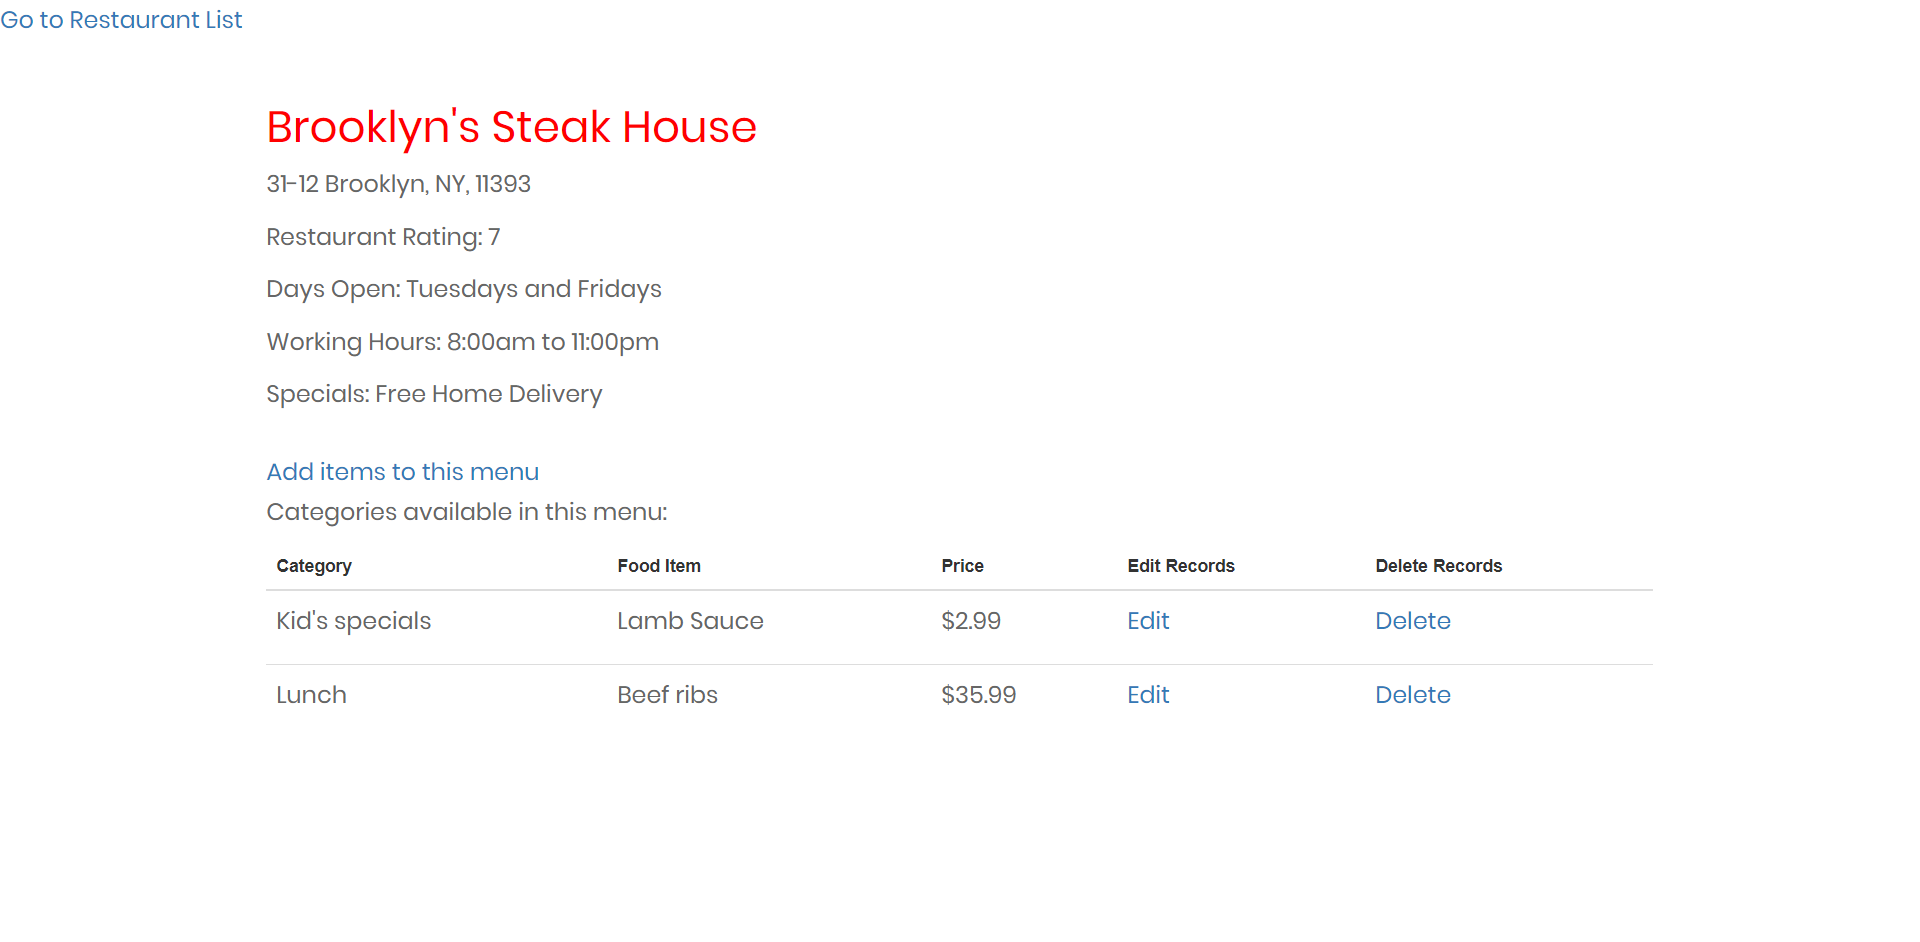 Go to Restaurant List
Brooklyn's Steak House
31-12 Brooklyn, NY, 11393
Restaurant Rating: 7
Days Open: Tuesdays and Fridays
Working Hours: 8:00am to 11:00pm
Specials: Free Home Delivery
Add items to this menu
Categories available in this menu:
Category Food Item Price Edit Records Delete Records
Kid's specials Lamb Sauce $2.99 Edit Delete
Lunch Beef ribs $35.99 Edit Delete